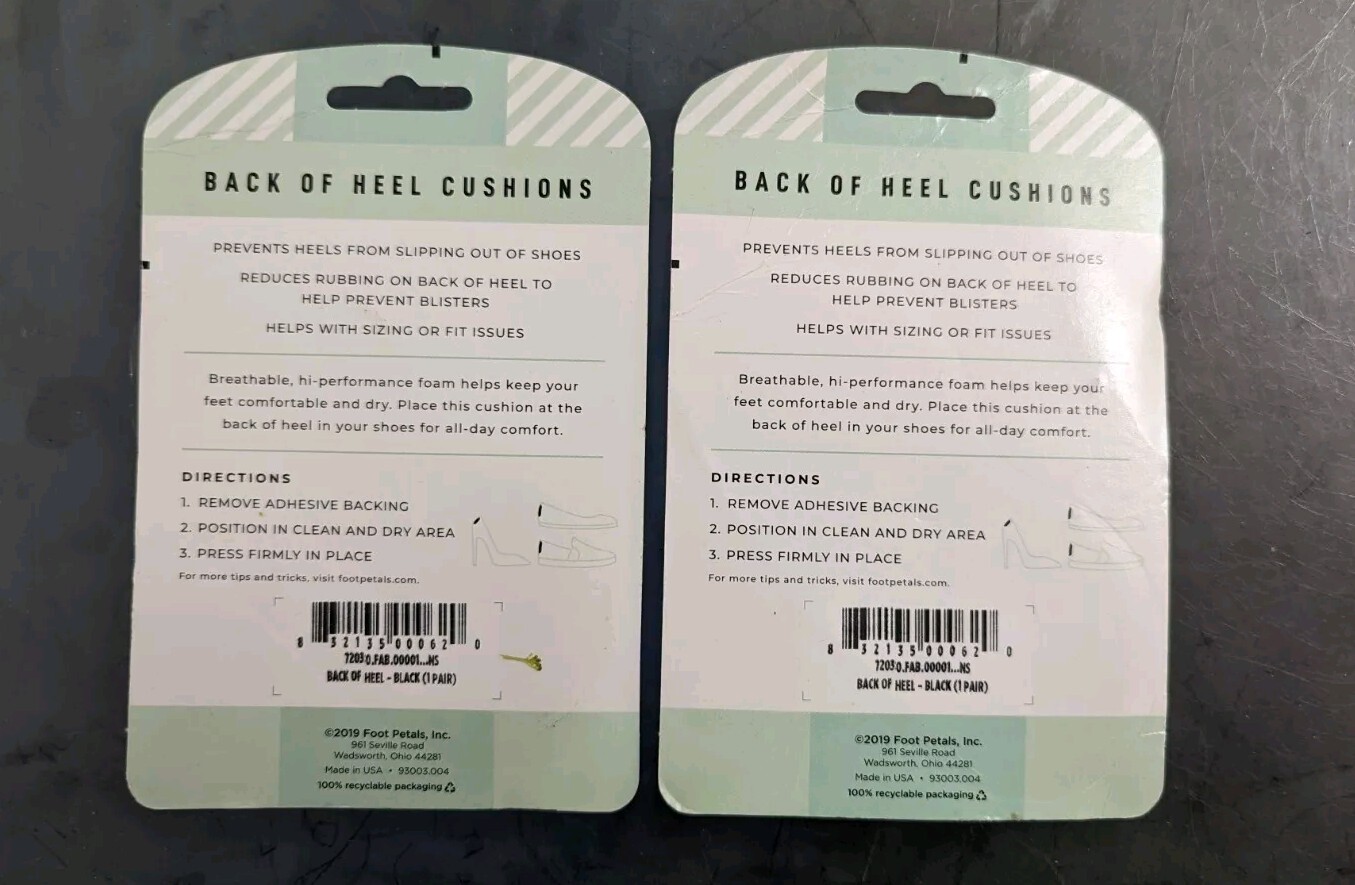 BACK OF HEEL CUSHIONS
PREVENTS HEELS FROM SLIPPING OUT OF SHOES
REDUCES RUBBING ON BACK OF HEEL TO
HELP PREVENT BLISTERS
HELPS WITH SIZING OR FIT ISSUES
Breathable, hi-performance foam helps keep your
feet comfortable and dry. Place this cushion at the
back of heel in your shoes for all-day comfort.
DIRECTIONS
1. REMOVE ADHESIVE BACKING
2. POSITION IN CLEAN AND DRY AREA
3. PRESS FIRMLY IN PLACE
For more tips and tricks, visit footpetals.com.
8 32135 00062 0
72030.FAB.00001...NS
BACK OF HEEL - BLACK (1 PAIR)
©2019 Foot Petals, Inc.
961 Seville Road
Wadsworth, Ohio 44281
Made in USA • 93003.004
100% recyclable packaging
BACK OF HEEL CUSHIONS
PREVENTS HEELS FROM SLIPPING OUT OF SHOES
REDUCES RUBBING ON BACK OF HEEL TO
HELP PREVENT BLISTERS
HELPS WITH SIZING OR FIT ISSUES
Breathable, hi-performance foam helps keep your
feet comfortable and dry. Place this cushion at the
back of heel in your shoes for all-day comfort.
DIRECTIONS
1. REMOVE ADHESIVE BACKING
2. POSITION IN CLEAN AND DRY AREA
3. PRESS FIRMLY IN PLACE
For more tips and tricks, visit footpetals.com.
8 32135 00062 0
72030.FAB.00001...NS
BACK OF HEEL - BLACK (1 PAIR)
©2019 Foot Petals, Inc.
961 Seville Road
Wadsworth, Ohio 44281
Made in USA • 93003.004
100% recyclable packaging